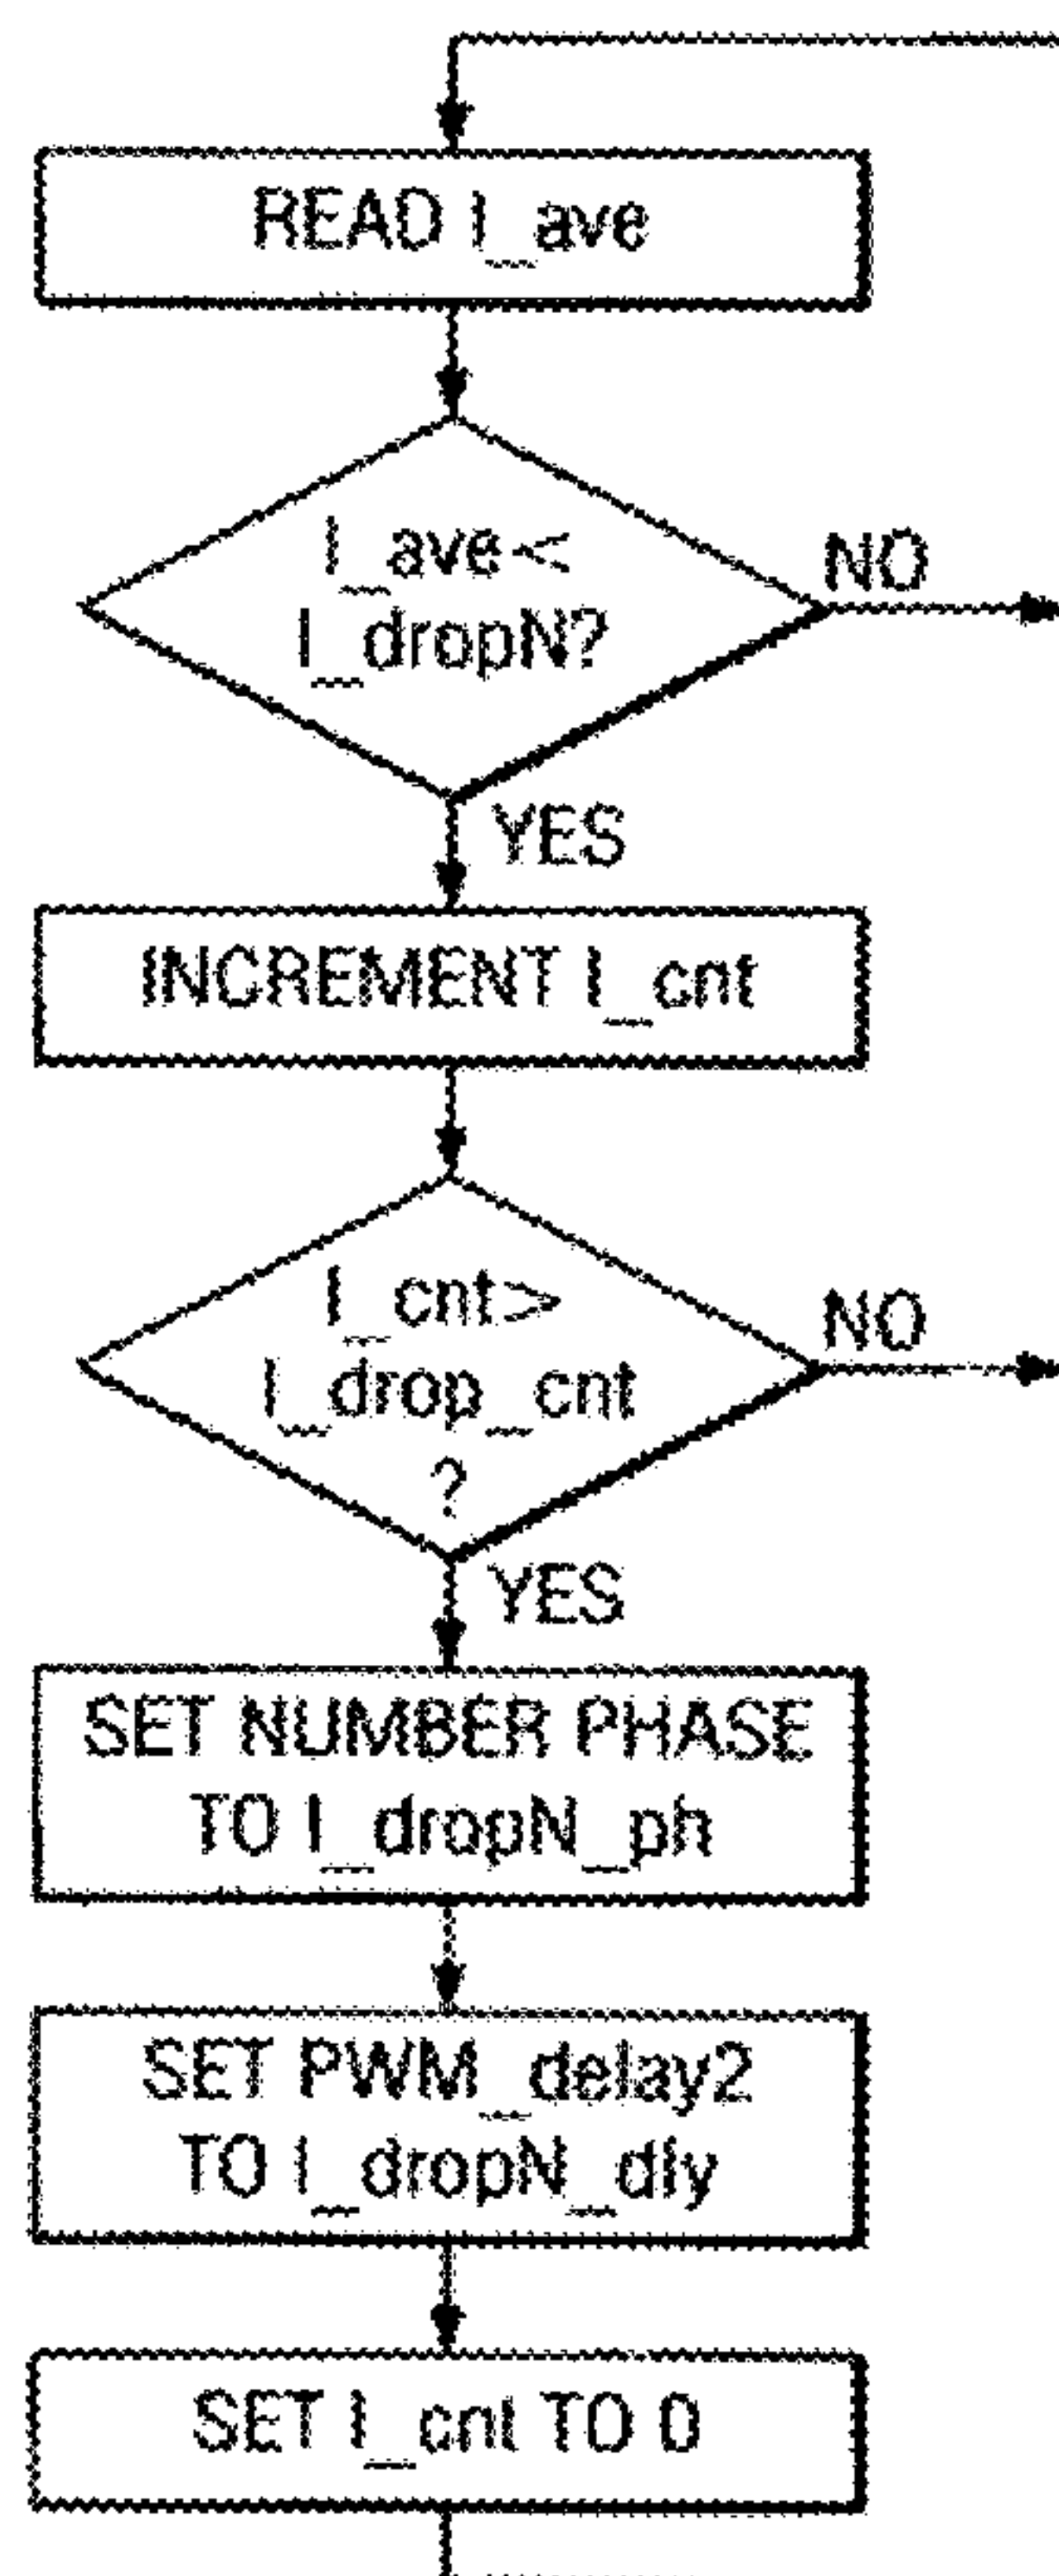 READ I_ave
I_ave<
I_dropN?
NO
YES
INCREMENT I_cnt
I_cnt>
I_drop_cnt
?
NO
YES
SET NUMBER PHASE
TO I_dropN_ph
SET PWM_delay2
TO I_dropN_dly
SET I_cnt TO 0